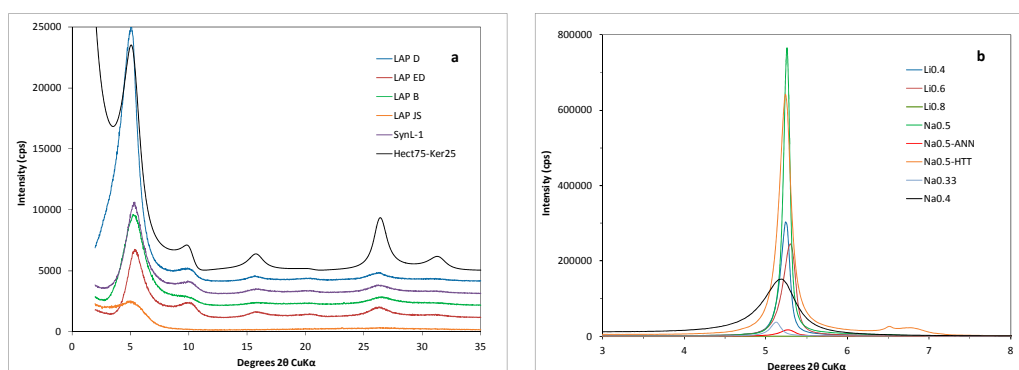 25000
20000
15000
10000
5000
0
0
5
10
15
20
25
30
35
Intensity (cps)
Degrees 2θ CuKα
a
LAP D
LAP ED
LAP B
LAP JS
SynL-1
Hect75-Ker25
800000
600000
400000
200000
0
3
4
5
6
7
8
Intensity (cps)
Degrees 2θ CuKα
b
Li0.4
Li0.6
Li0.8
Na0.5
Na0.5-ANN
Na0.5-HTT
Na0.33
Na0.4